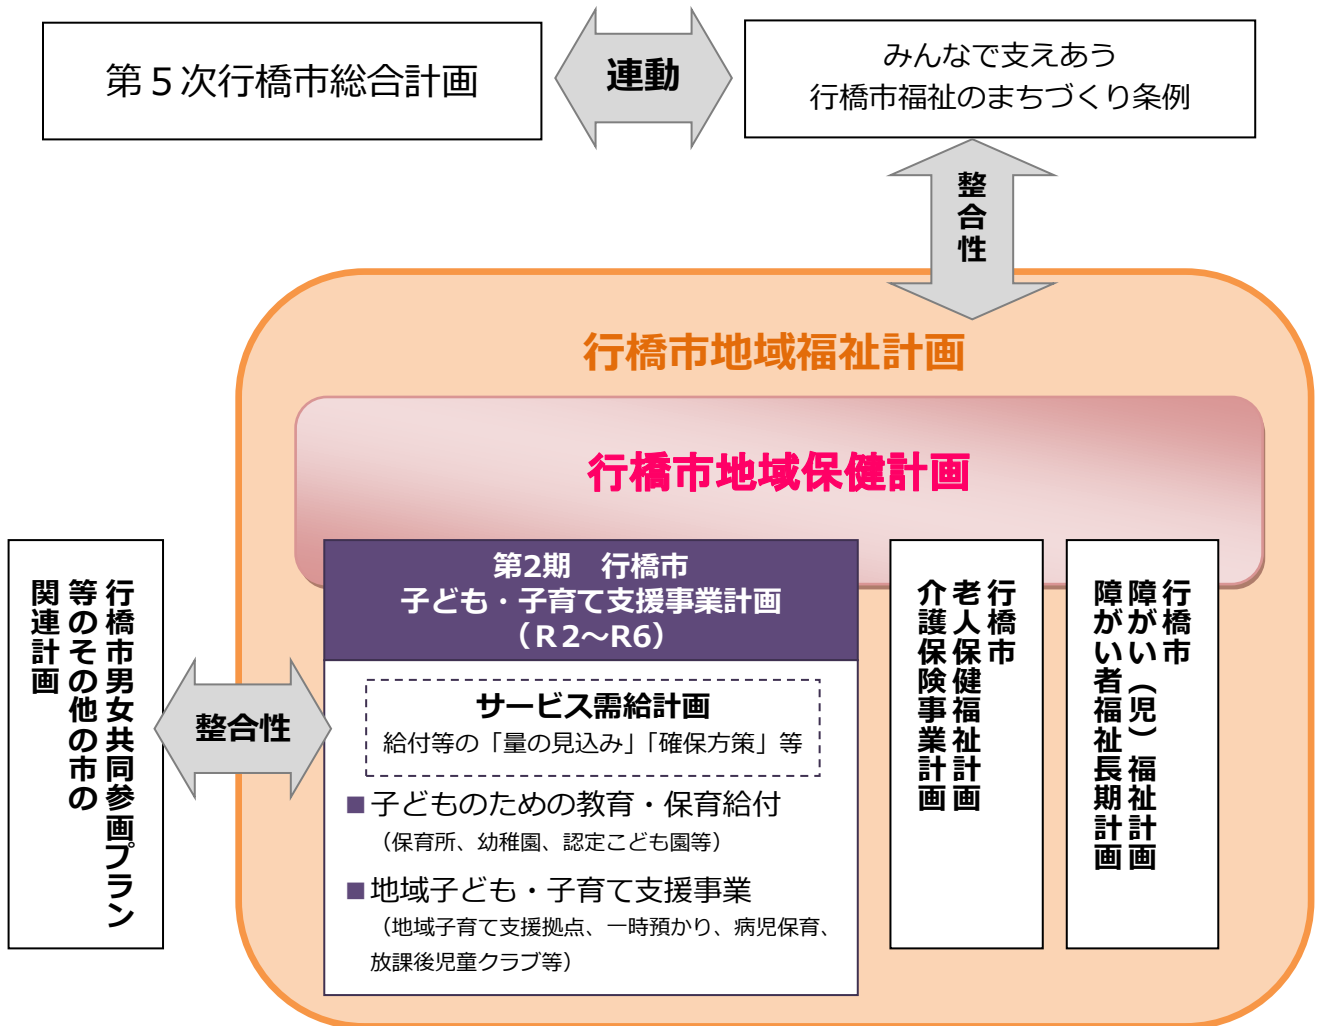 第５次行橋市総合計画
連動
みんなで支えあう
行橋市福祉のまちづくり条例
整合性
行橋市地域福祉計画
行橋市地域保健計画
行橋市男女共同参画プラン
等のその他の市の
関連計画
整合性
第2期　行橋市
子ども・子育て支援事業計画
（R２～R6）
サービス需給計画
給付等の「量の見込み」「確保方策」等
■子どものための教育・保育給付
（保育所、幼稚園、認定こども園等）
■地域子ども・子育て支援事業
（地域子育て支援拠点、一時預かり、病児保育、
放課後児童クラブ等）
行橋市
老人保健福祉計画
介護保険事業計画
行橋市
障がい（児）福祉計画
障がい者福祉長期計画